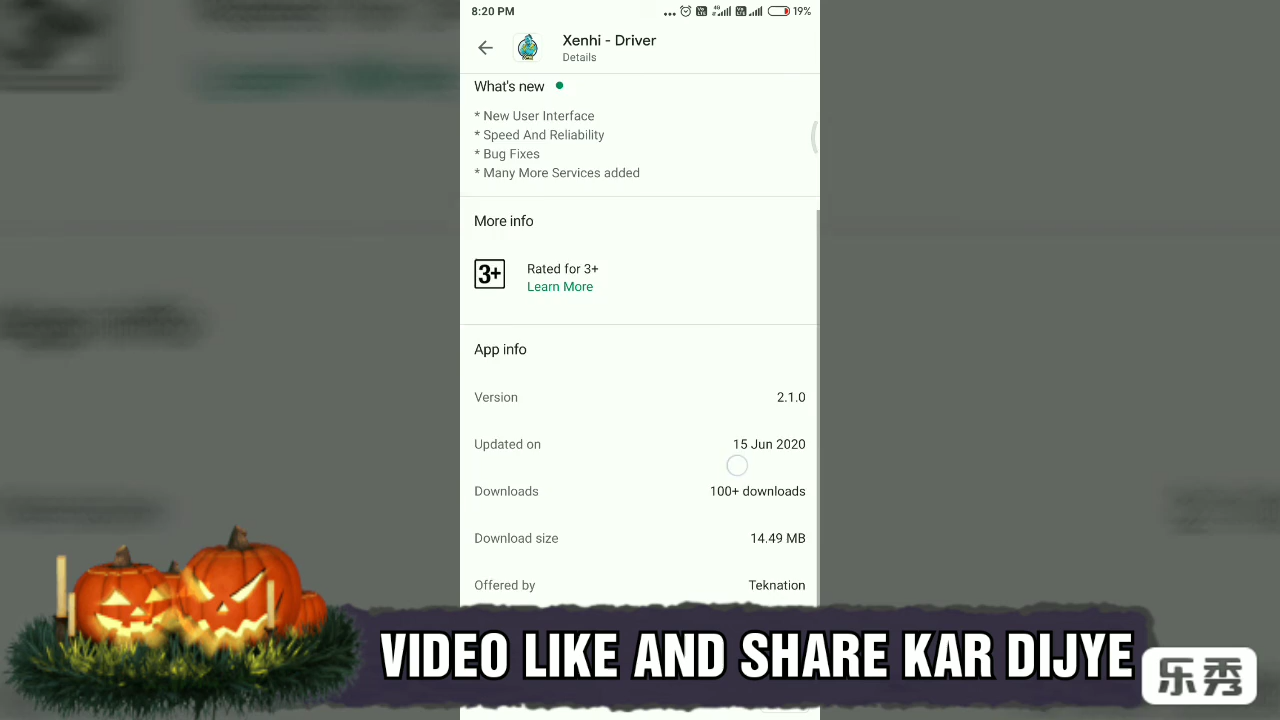 8:20 PM
4G
19%
Xenhi - Driver
Details
What's new
* New User Interface
* Speed And Reliability
* Bug Fixes
* Many More Services added
More info
3+
Rated for 3+
Learn More
App info
Version 2.1.0
Updated on 15 Jun 2020
Downloads 100+ downloads
Download size 14.49 MB
Offered by Teknation
VIDEO LIKE AND SHARE KAR DIJYE
乐秀